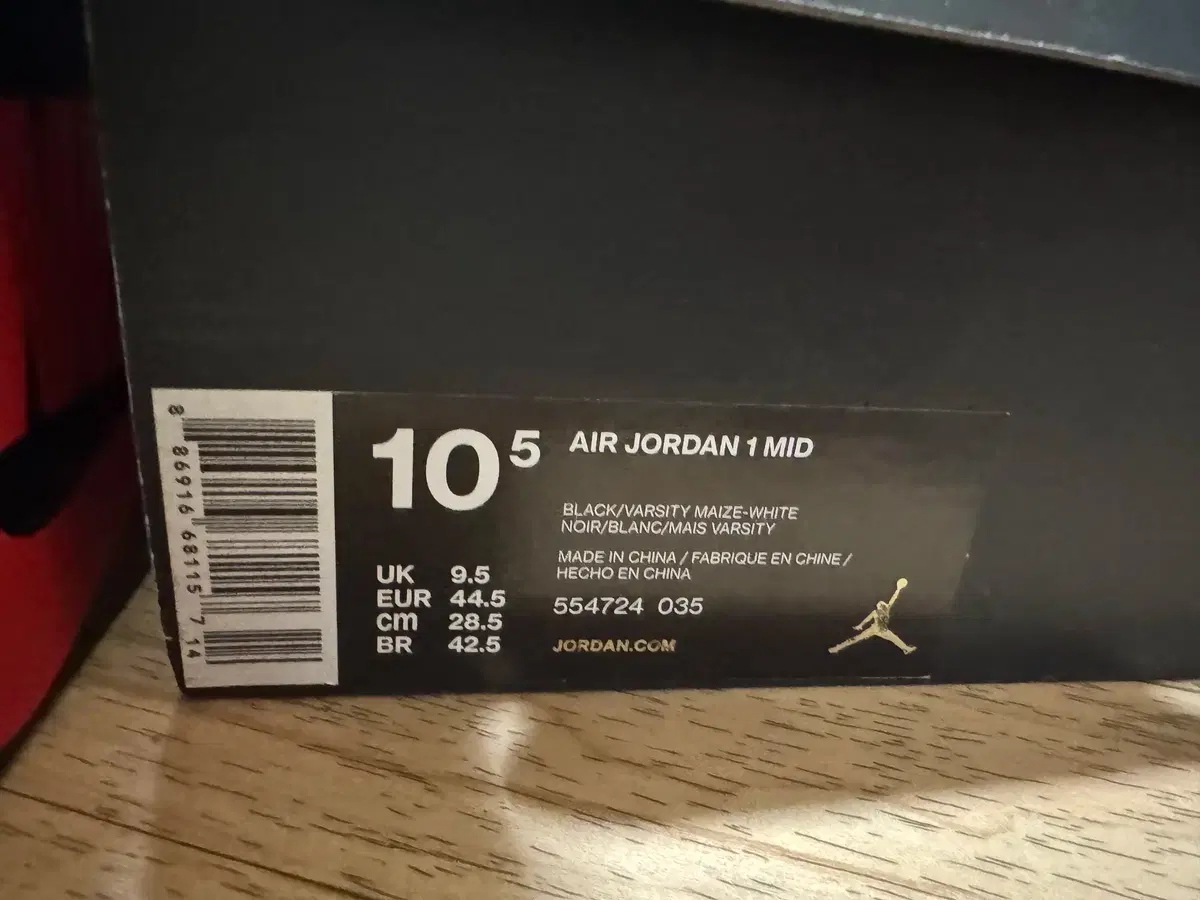 8 86916 68115 7 14
10 5
AIR JORDAN 1 MID
BLACK/VARSITY MAIZE-WHITE
NOIR/BLANC/MAIS VARSITY
MADE IN CHINA / FABRIQUE EN CHINE /
HECHO EN CHINA
554724 035
JORDAN.COM
UK 9.5
EUR 44.5
cm 28.5
BR 42.5